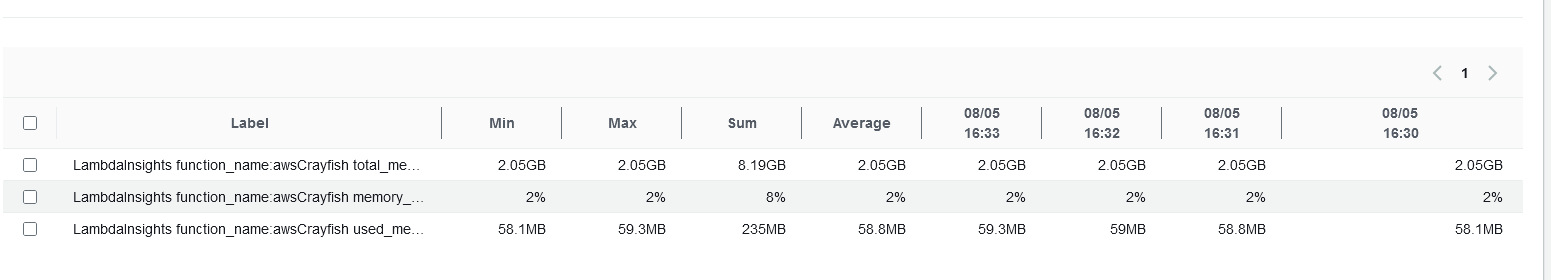 1
Label Min Max Sum Average 08/05 16:33 08/05 16:32 08/05 16:31 08/05 16:30
LambdaInsights function_name:awsCrayfish total_me... 2.05GB 2.05GB 8.19GB 2.05GB 2.05GB 2.05GB 2.05GB 2.05GB
LambdaInsights function_name:awsCrayfish memory_... 2% 2% 8% 2% 2% 2% 2% 2%
LambdaInsights function_name:awsCrayfish used_me... 58.1MB 59.3MB 235MB 58.8MB 59.3MB 59MB 58.8MB 58.1MB